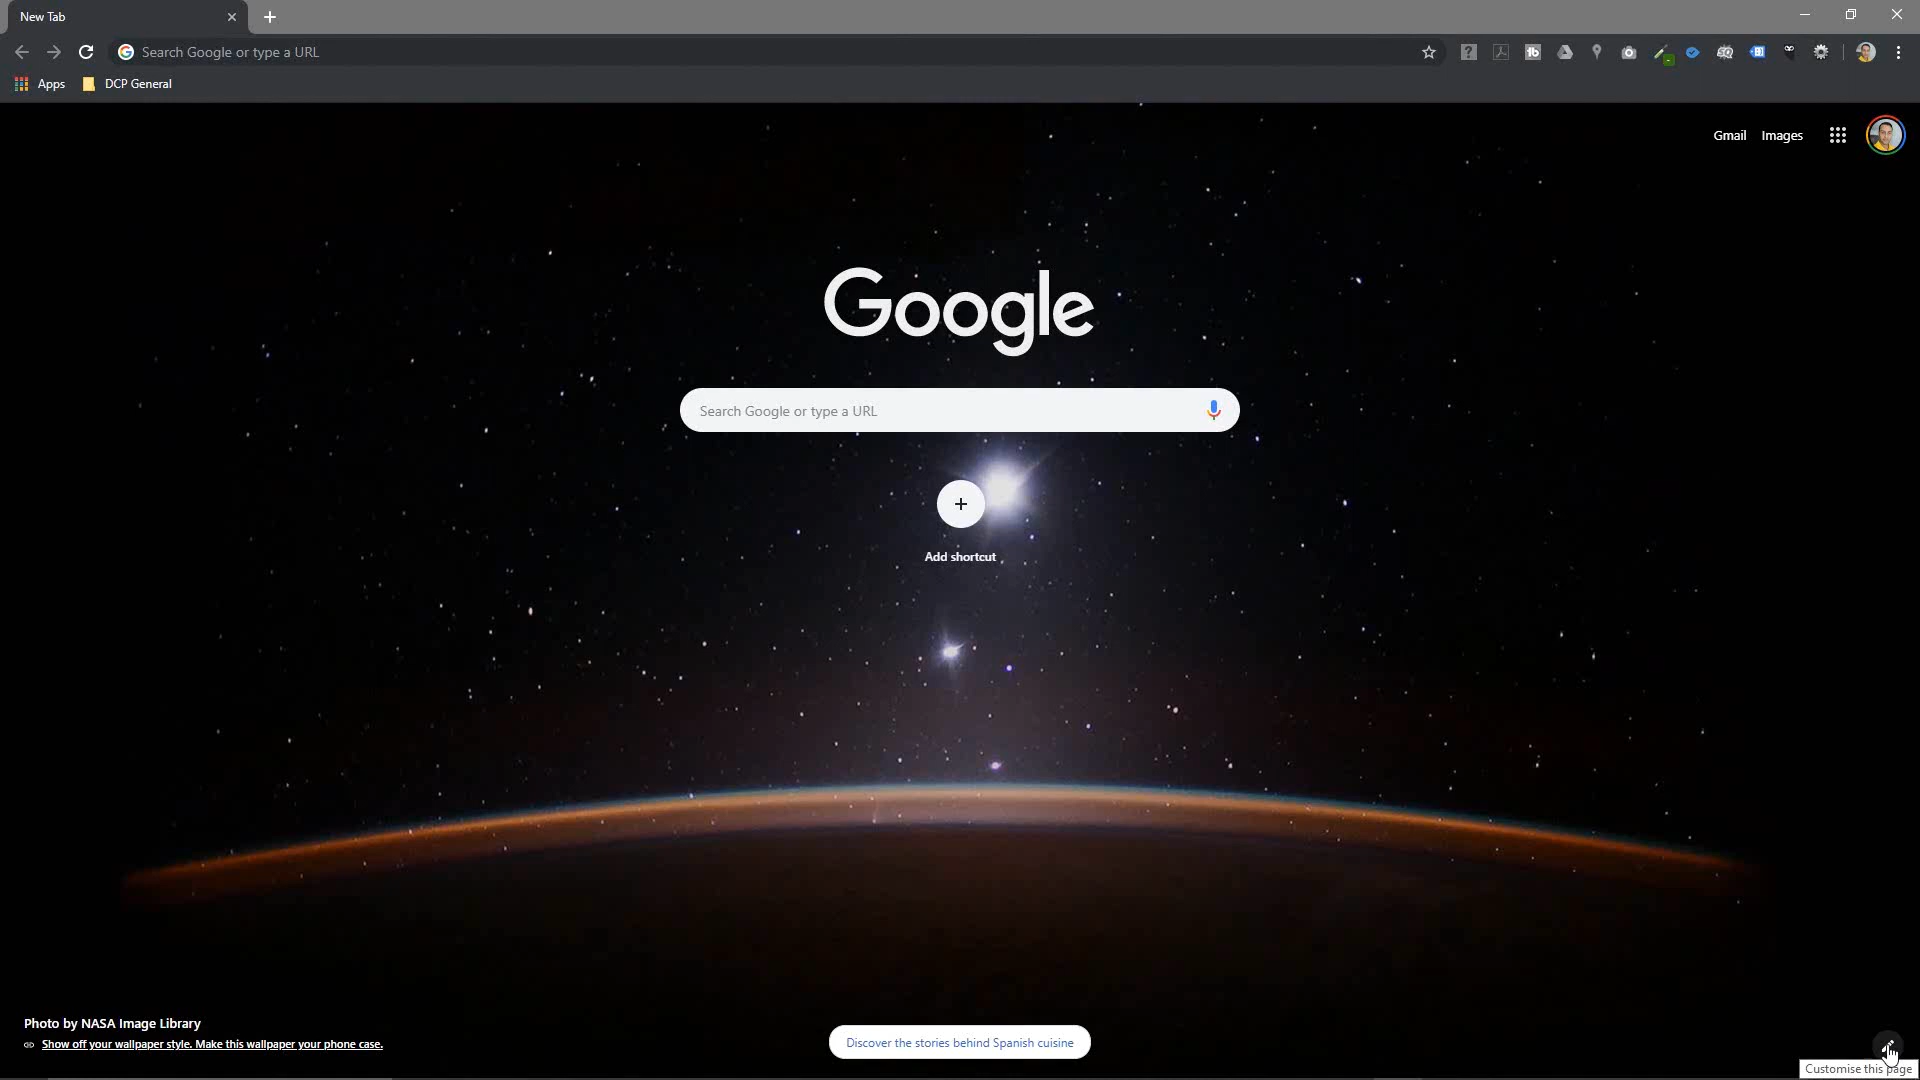 New Tab
Search Google or type a URL
Apps
DCP General
Gmail
Images
Google
Search Google or type a URL
Add shortcut
Photo by NASA Image Library
Show off your wallpaper style. Make this wallpaper your phone case.
Discover the stories behind Spanish cuisine
Customise this page